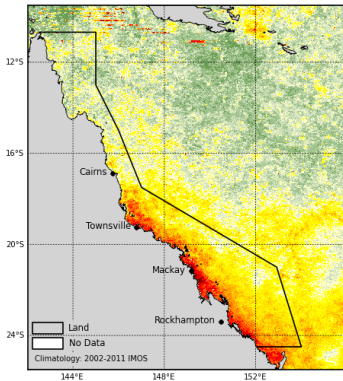 12°S
16°S
Cairns
Townsville
20°S
Mackay
Rockhampton
Land
No Data
24°S
Climatology: 2002-2011 IMOS
144°E
148°E
152°E